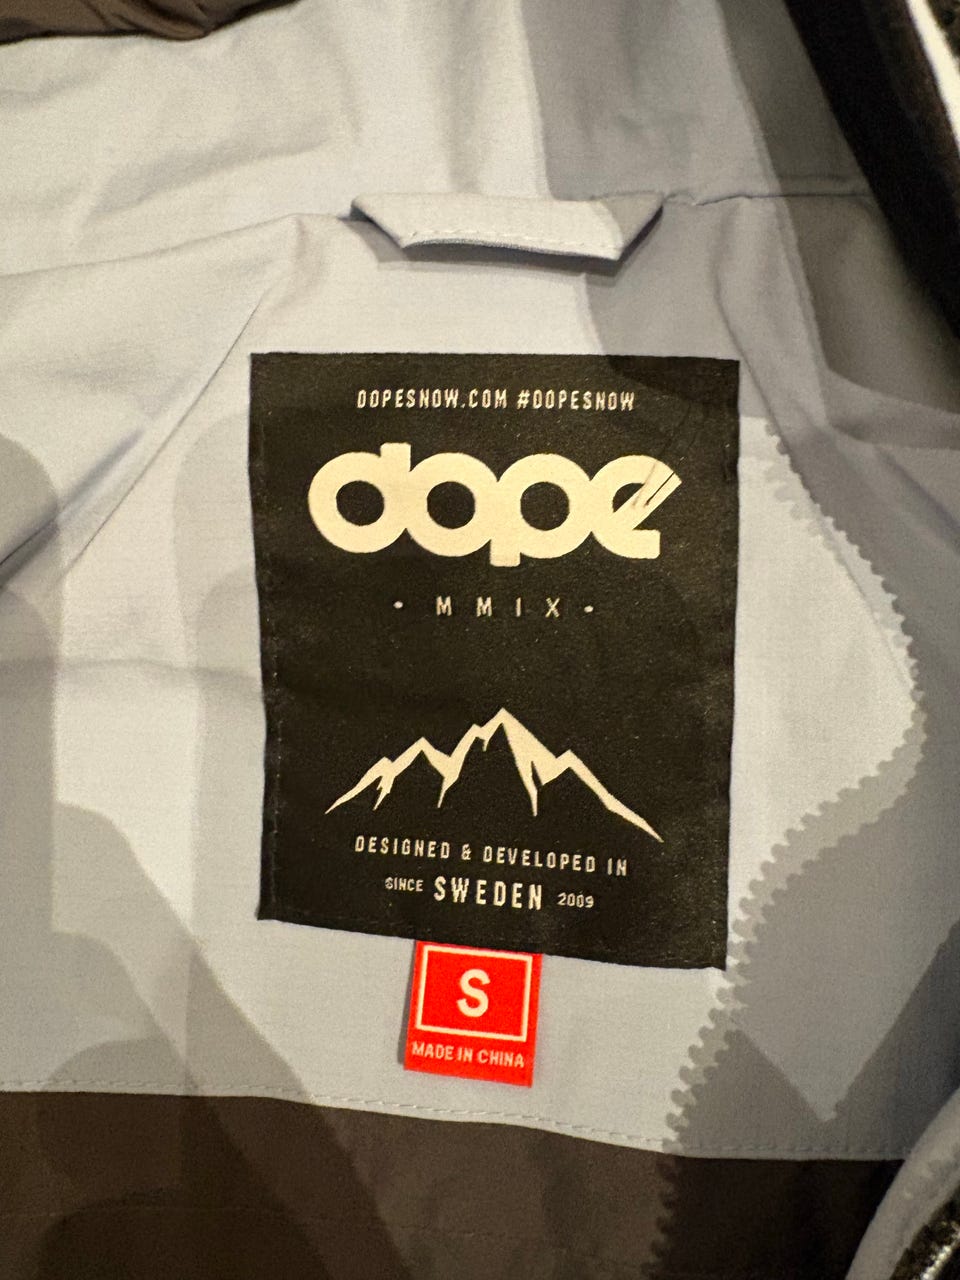 DOPESNOW.COM #DOPESNOW
dope
· MMIX ·
DESIGNED & DEVELOPED IN
SINCE SWEDEN 2009
S
MADE IN CHINA